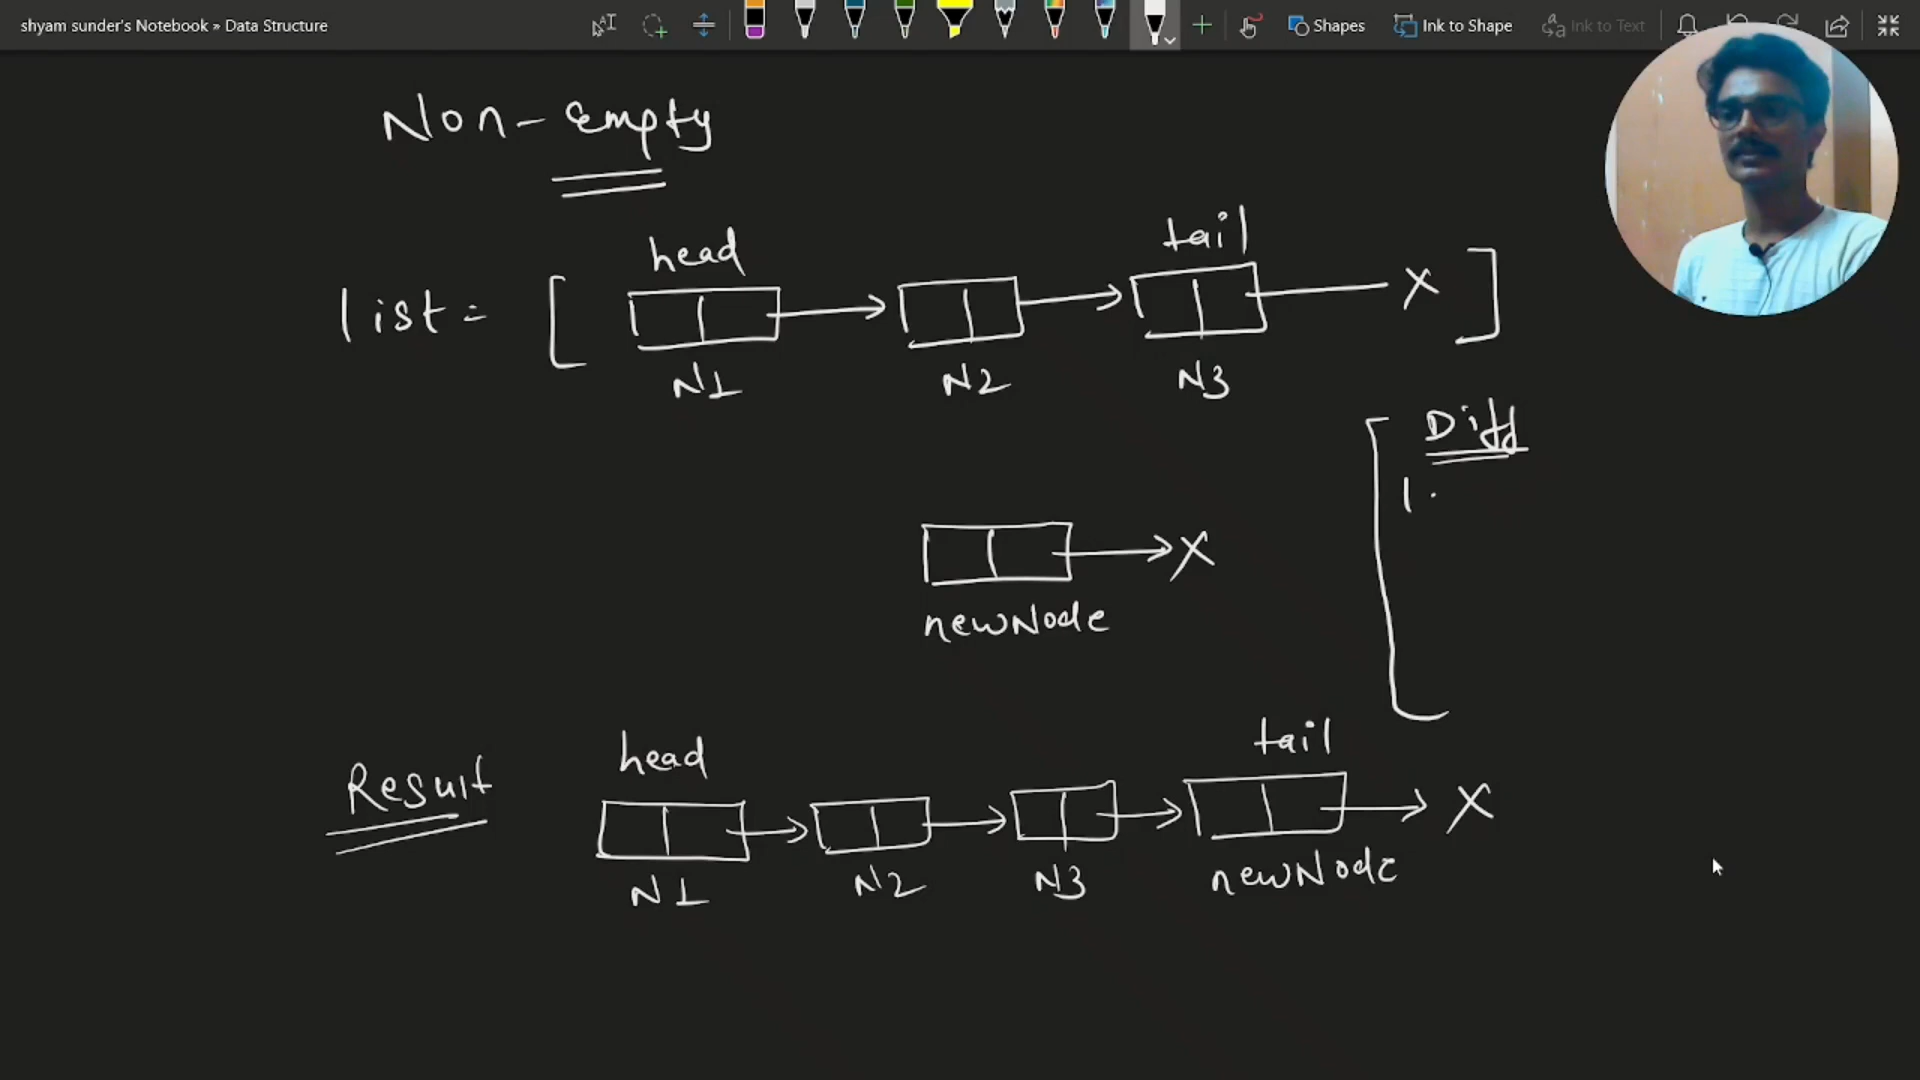 shyam sunder's Notebook » Data Structure
Shapes
Ink to Shape
Ink to Text
Non-empty
head
tail
list = [ X ]
N1 N2 N3
Diff
1.
X
newNode
head
tail
Result
X
N1 N2 N3 newNode